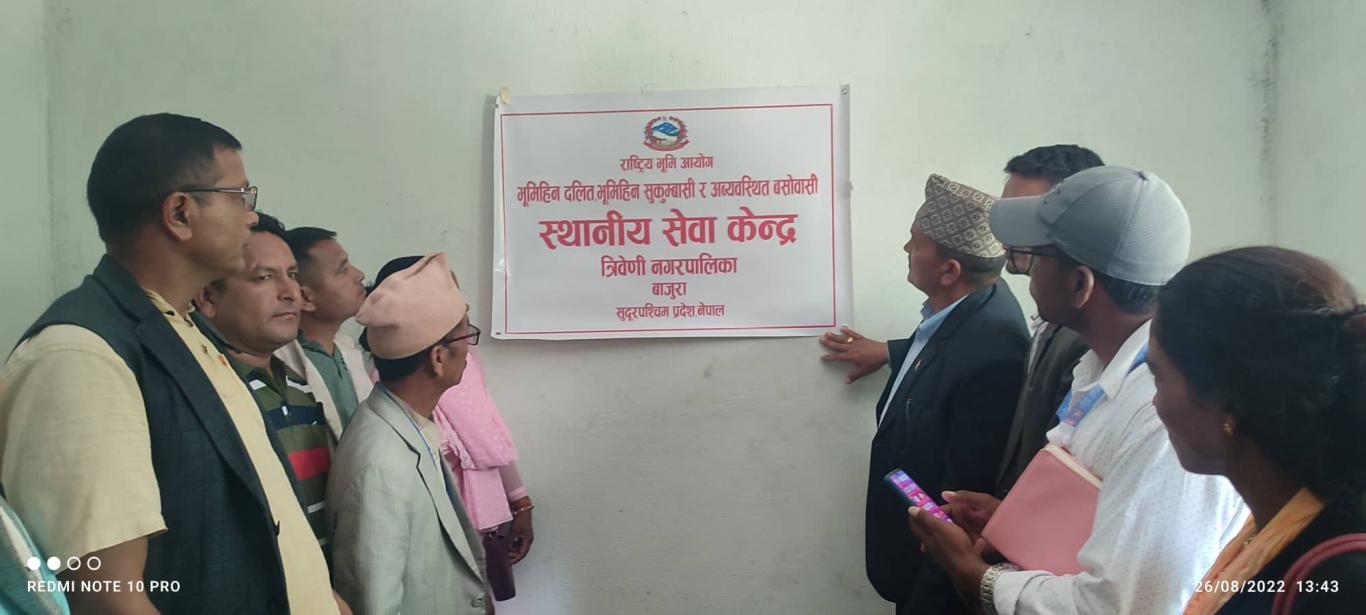 राष्ट्रिय भूमि आयोग
भूमिहिन दलित,भूमिहिन सुकुम्बासी र अव्यवस्थित बसोवासी
स्थानीय सेवा केन्द्र
त्रिवेणी नगरपालिका
बाजुरा
सुदूरपश्चिम प्रदेश,नेपाल
REDMI NOTE 10 PRO
26/08/2022 13:43